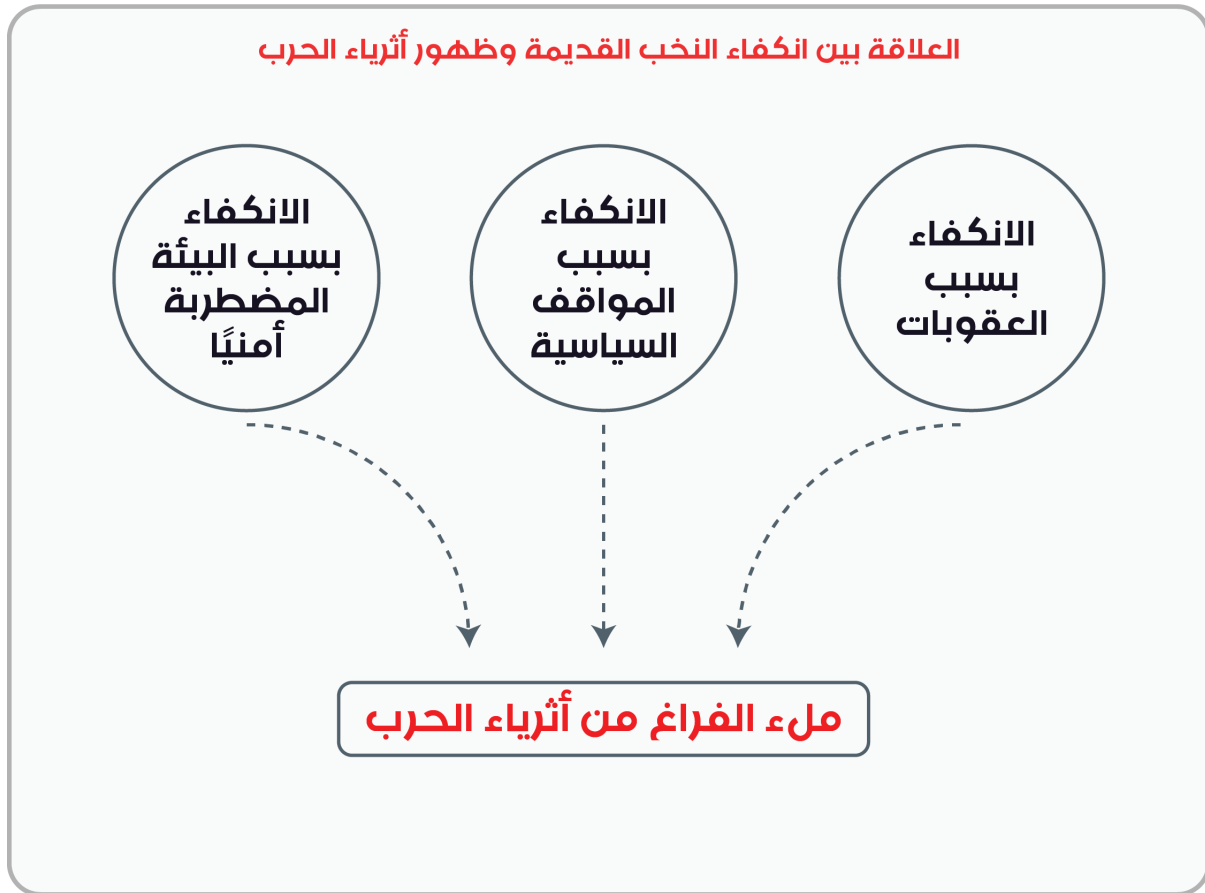 العلاقة بين انكفاء النخب القديمة وظهور أثرياء الحرب
الانكفاء
بسبب
العقوبات
الانكفاء
بسبب
المواقف
السياسية
الانكفاء
بسبب البيئة
المضطربة
أمنيًا
ملء الفراغ من أثرياء الحرب